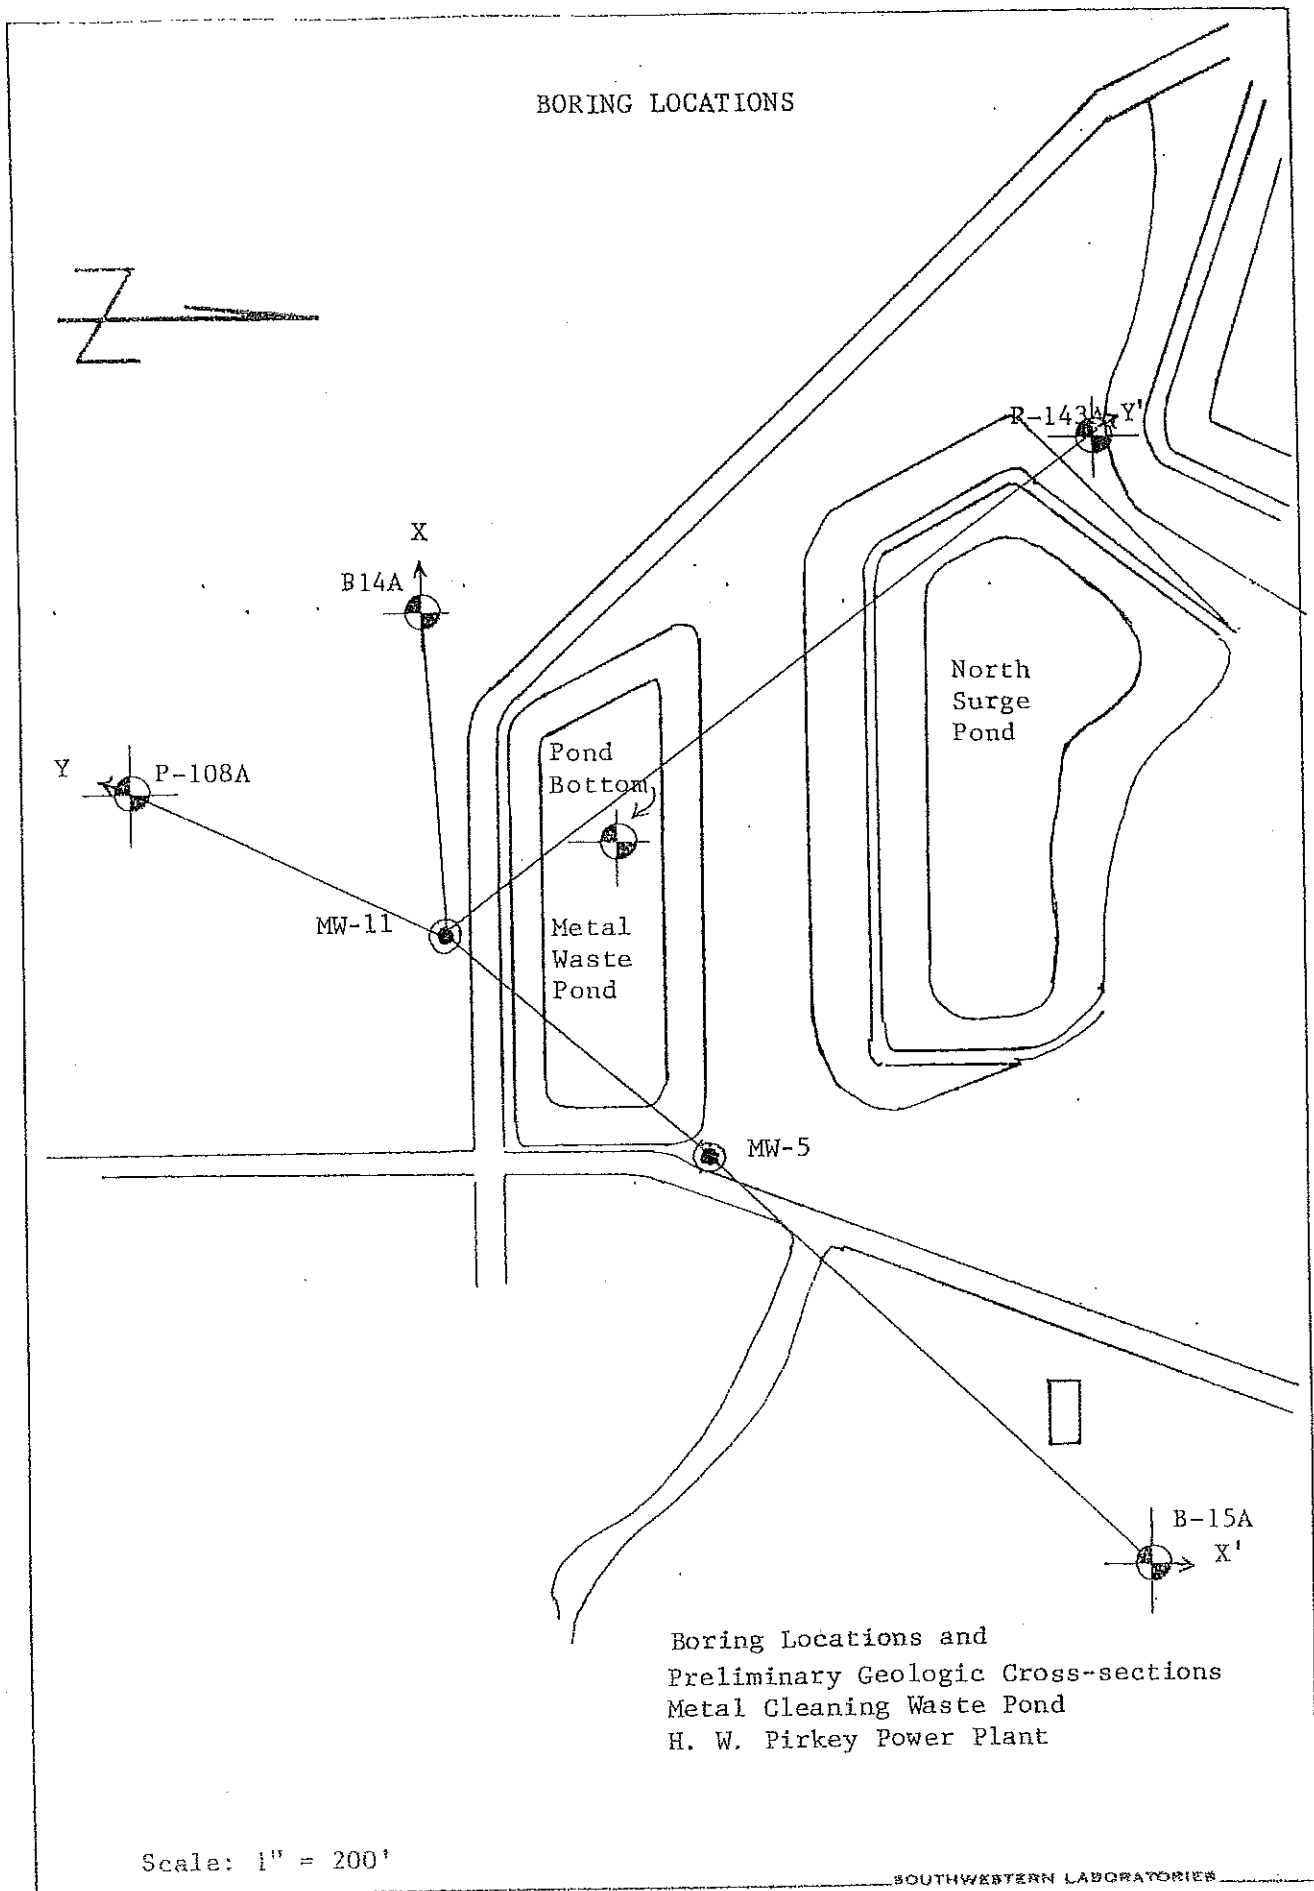 BORING LOCATIONS
N
R-143A Y'
X
B14A
North
Surge
Pond
Y
P-108A
Pond
Bottom
MW-11
Metal
Waste
Pond
MW-5
B-15A
X'
Boring Locations and
Preliminary Geologic Cross-sections
Metal Cleaning Waste Pond
H. W. Pirkey Power Plant
Scale: 1" = 200'
SOUTHWESTERN LABORATORIES